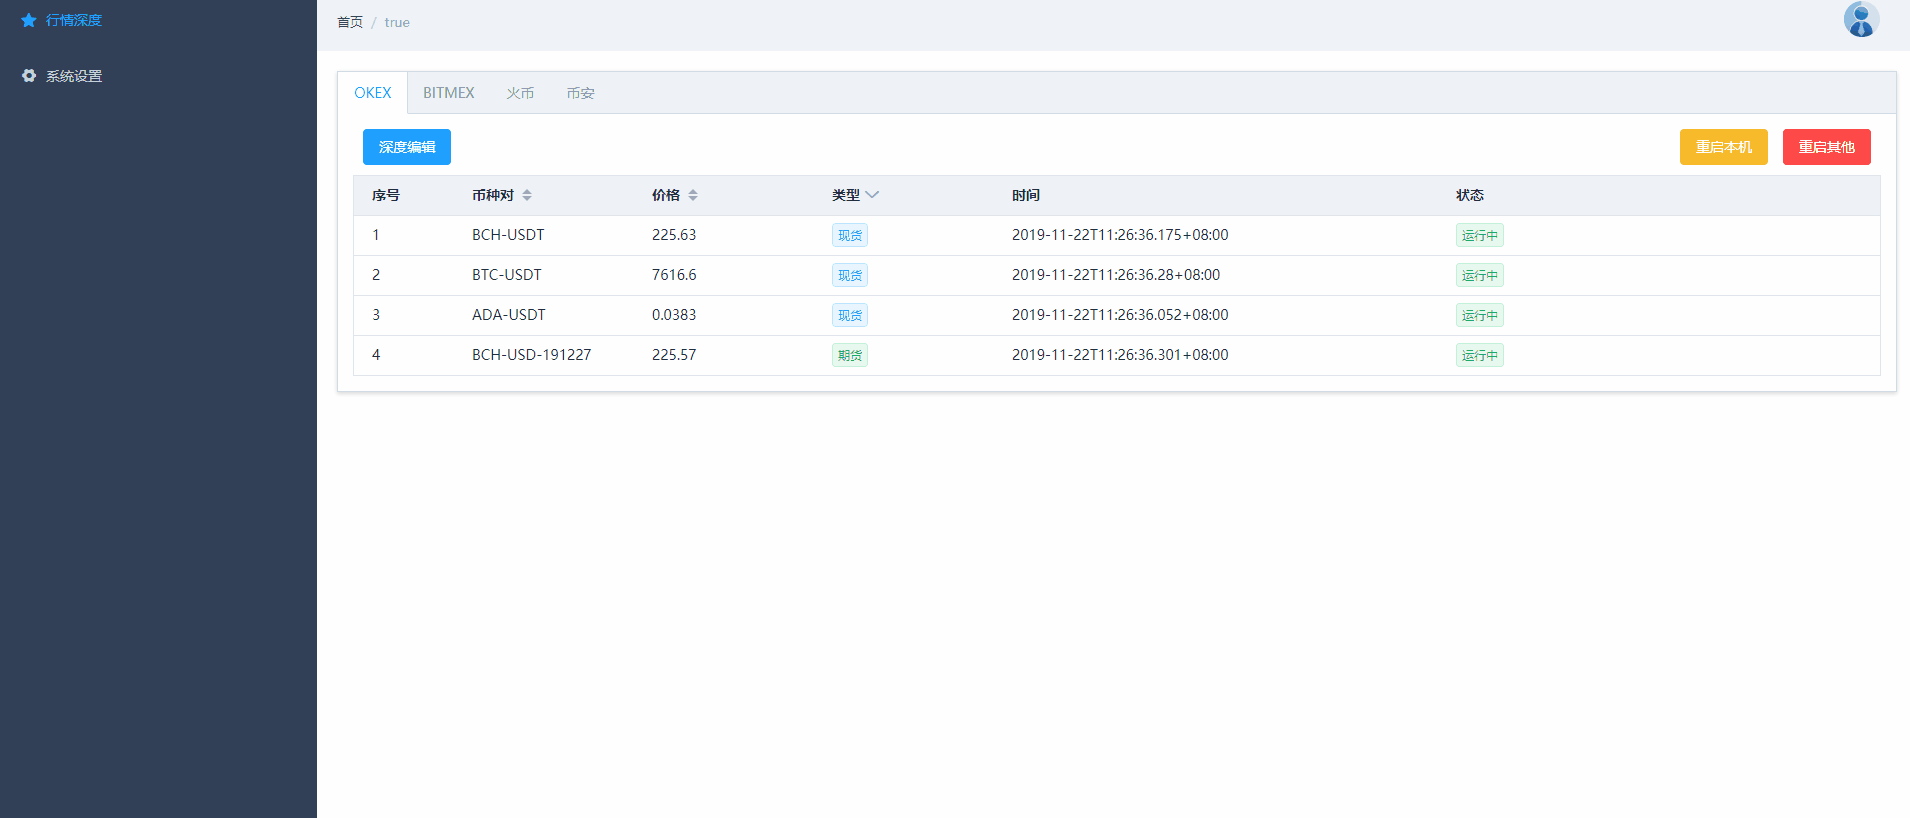 行情深度
系统设置
首页 / true
OKEX BITMEX 火币 币安
深度编辑 重启本机 重启其他
序号 币种对 价格 类型 时间 状态
1 BCH-USDT 225.63 现货 2019-11-22T11:26:36.175+08:00 运行中
2 BTC-USDT 7616.6 现货 2019-11-22T11:26:36.28+08:00 运行中
3 ADA-USDT 0.0383 现货 2019-11-22T11:26:36.052+08:00 运行中
4 BCH-USD-191227 225.57 期货 2019-11-22T11:26:36.301+08:00 运行中